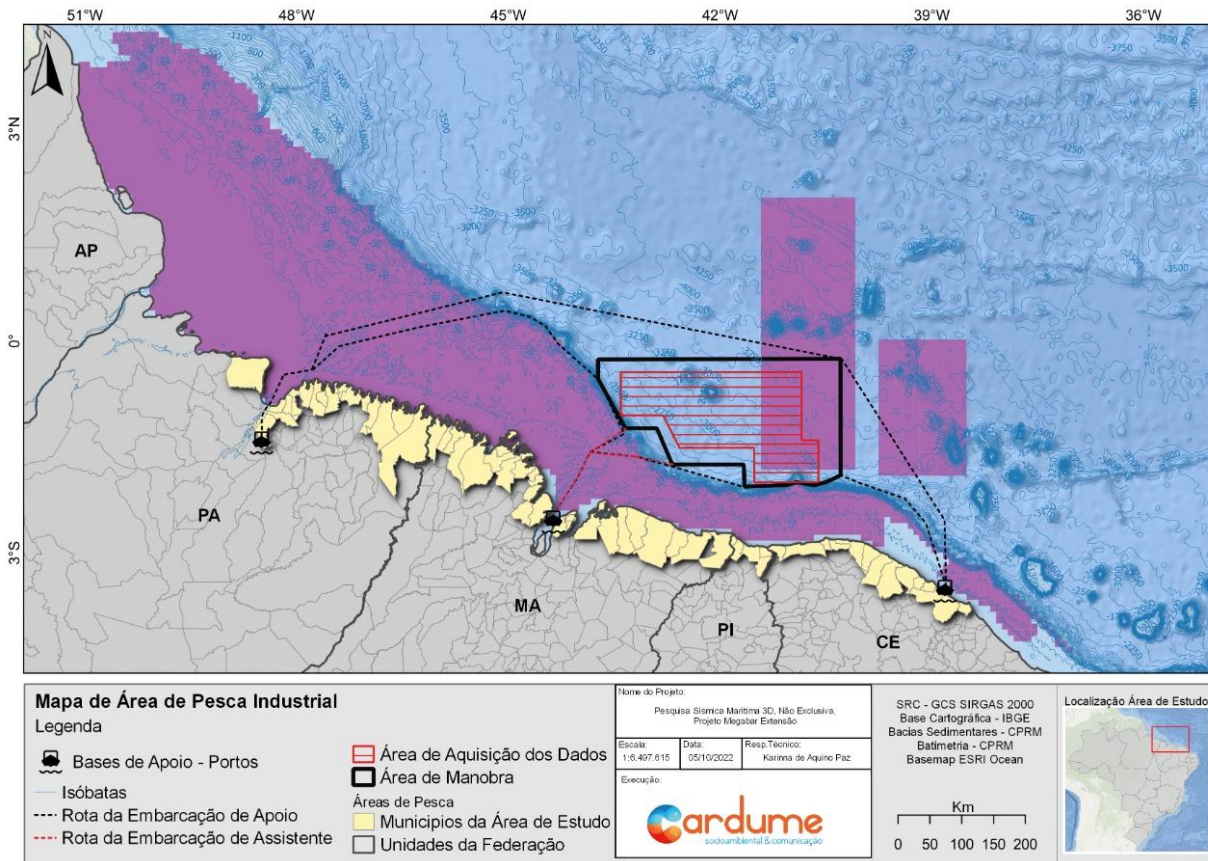 51°W 48°W 45°W 42°W 39°W 36°W
N
3°N
0°
3°S
AP
PA
MA
PI
CE
Mapa de Área de Pesca Industrial
Legenda
Bases de Apoio - Portos
Isóbatas
Rota da Embarcação de Apoio
Rota da Embarcação de Assistente
Área de Aquisição dos Dados
Área de Manobra
Áreas de Pesca
Municipios da Área de Estudo
Unidades da Federação
Nome do Projeto:
Pesquisa Sísmica Marítima 3D, Não Exclusiva,
Projeto Megabar Extensão
Escala:
1:6.497.615
Data:
05/10/2022
Resp.Técnico:
Karinna de Aquino Paz
Execução:
Cardume
socioambiental & comunicação
SRC - GCS SIRGAS 2000
Base Cartográfica - IBGE
Bacias Sedimentares - CPRM
Batimetria - CPRM
Basemap ESRI Ocean
Km
0 50 100 200
Localização Área de Estudo